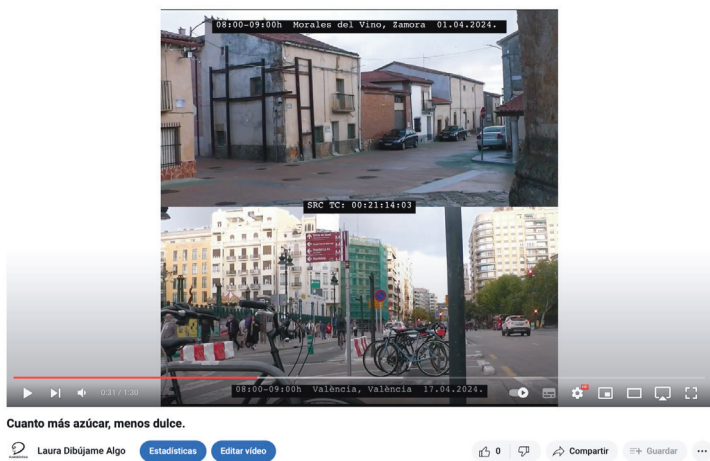 08:00-09:00h Morales del Vino, Zamora 01.04.2024.
SRC TC: 00:21:14:03
08:00-09:00h València, València 17.04.2024.
0:31 / 1:30
Cuanto más azúcar, menos dulce.
Laura Dibújame Algo
Estadísticas
Editar vídeo
0
Compartir
Guardar